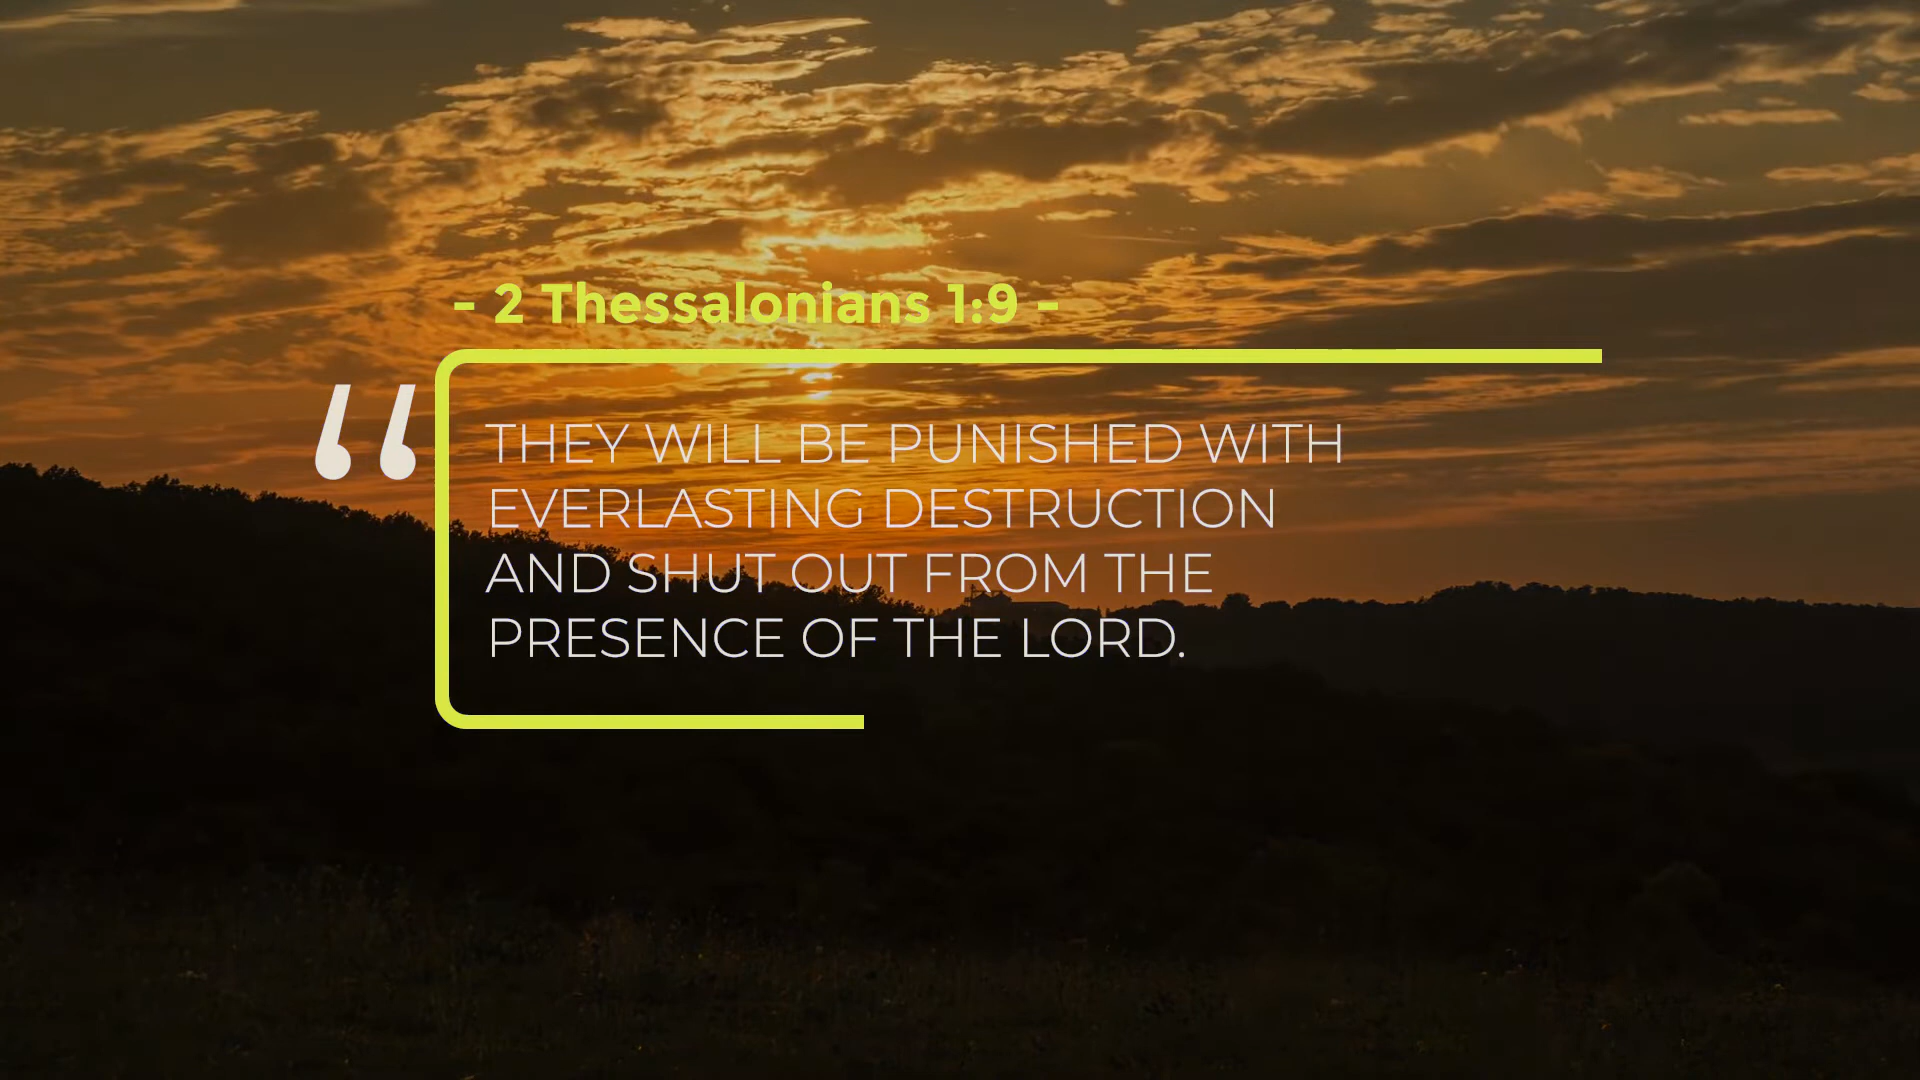 - 2 Thessalonians 1:9 -
“
THEY WILL BE PUNISHED WITH
EVERLASTING DESTRUCTION
AND SHUT OUT FROM THE
PRESENCE OF THE LORD.